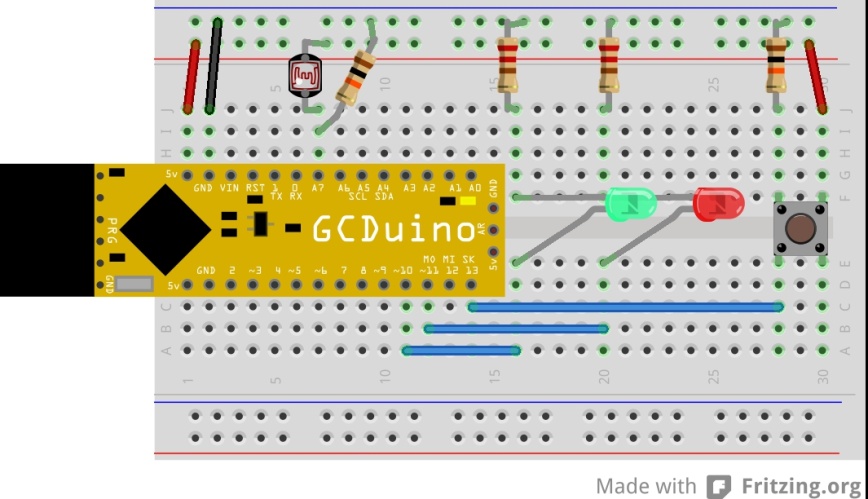 5 10 15 20 25 30
J J
I I
H H
G G
F F
5v GND VIN RST 1 0 A7 A6 A5 A4 A3 A2 A1 A0 GND
TX RX SCL SDA
PRG GCDuino AR
MO MI SK 5v
GND 2 ~3 4 ~5 ~6 7 8 ~9 ~10 ~11 12 13
GND 5v
E E
D D
C C
B B
A A
1 5 10 15 20 25 30
Made with Fritzing.org